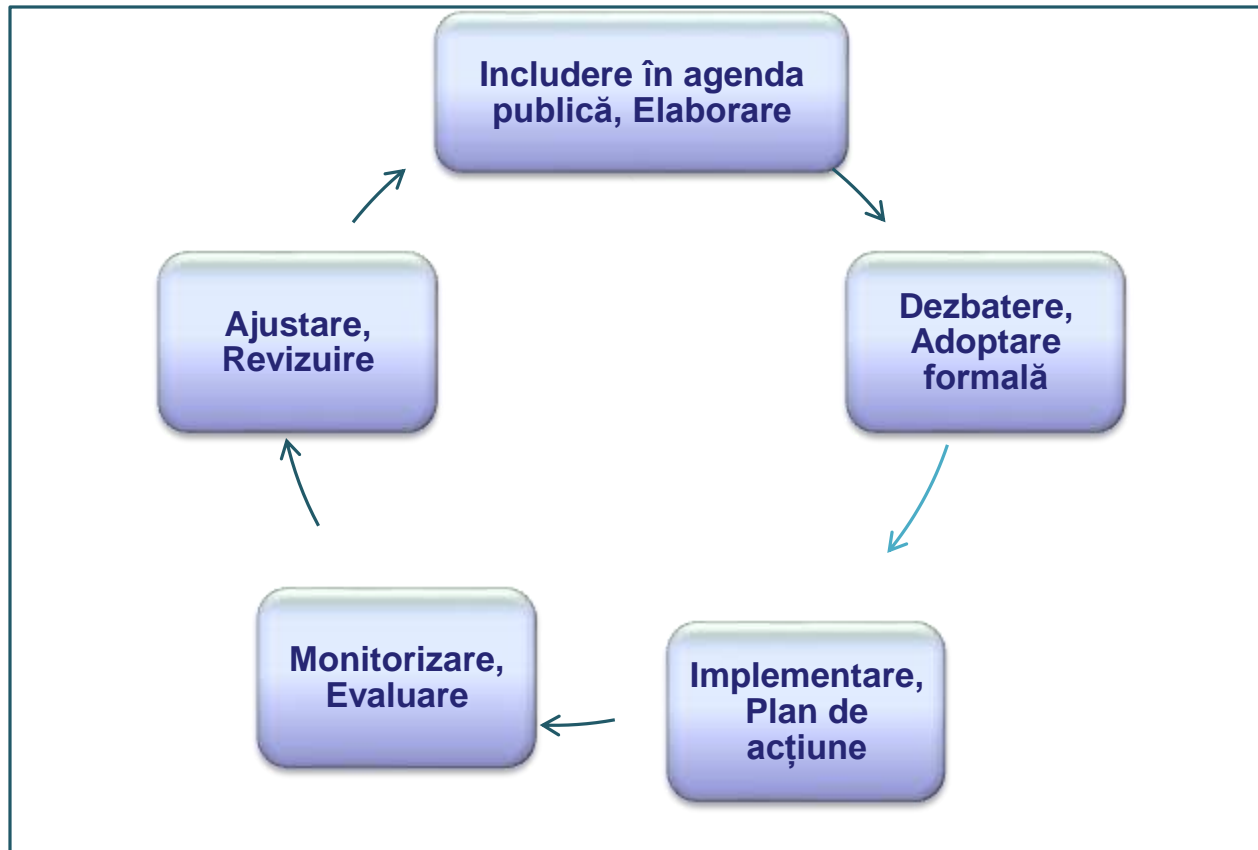 Includere în agenda
publică, Elaborare
Dezbatere,
Adoptare
formală
Implementare,
Plan de
acțiune
Monitorizare,
Evaluare
Ajustare,
Revizuire